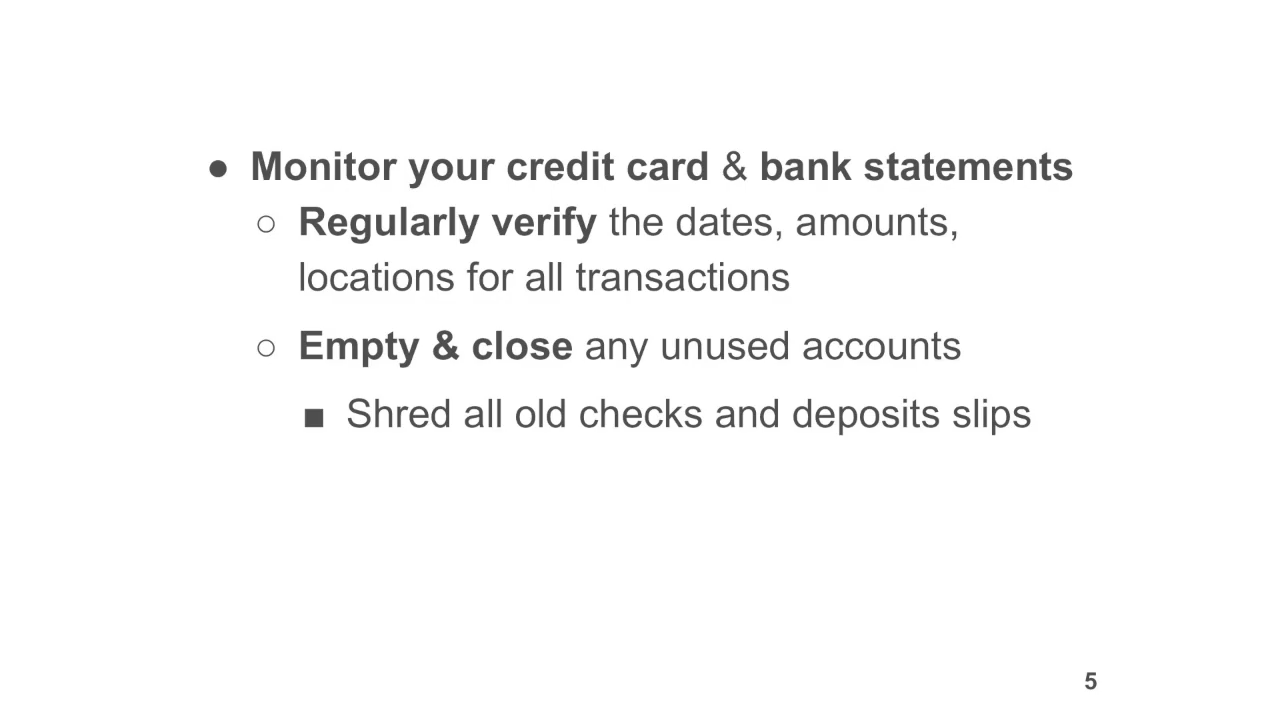 ● Monitor your credit card & bank statements
○ Regularly verify the dates, amounts,
locations for all transactions
○ Empty & close any unused accounts
■ Shred all old checks and deposits slips
5